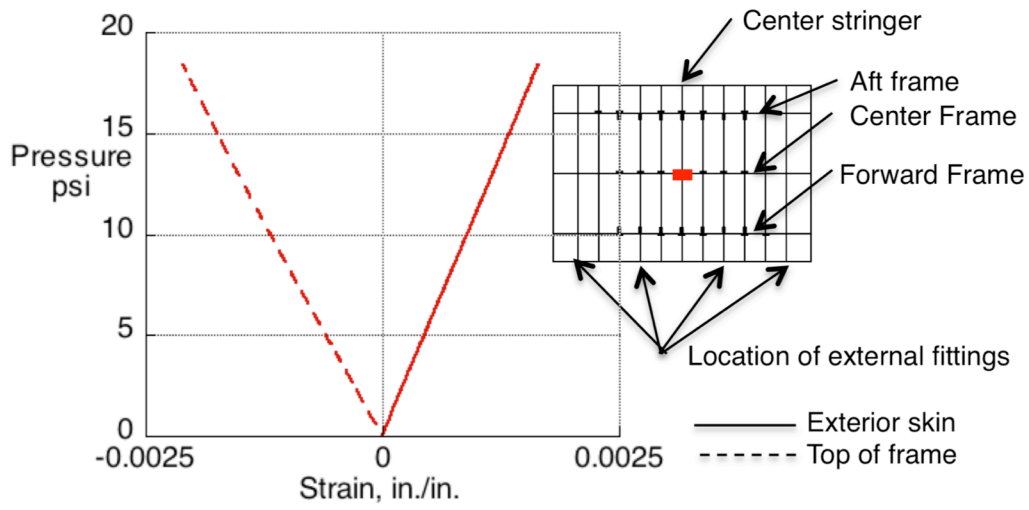 20
15
Pressure
psi
10
5
0
-0.0025
0
0.0025
Strain, in./in.
Center stringer
Aft frame
Center Frame
Forward Frame
Location of external fittings
Exterior skin
Top of frame